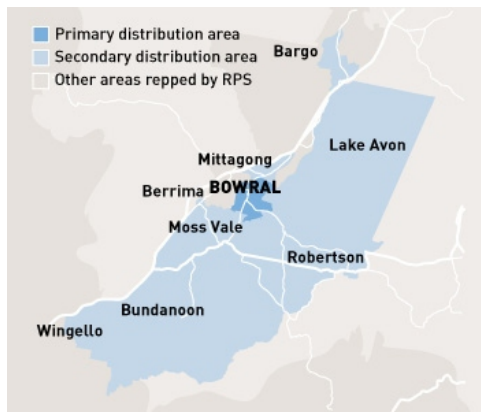 Primary distribution area
Secondary distribution area
Other areas repped by RPS
Bargo
Lake Avon
Mittagong
Berrima
BOWRAL
Moss Vale
Robertson
Bundanoon
Wingello